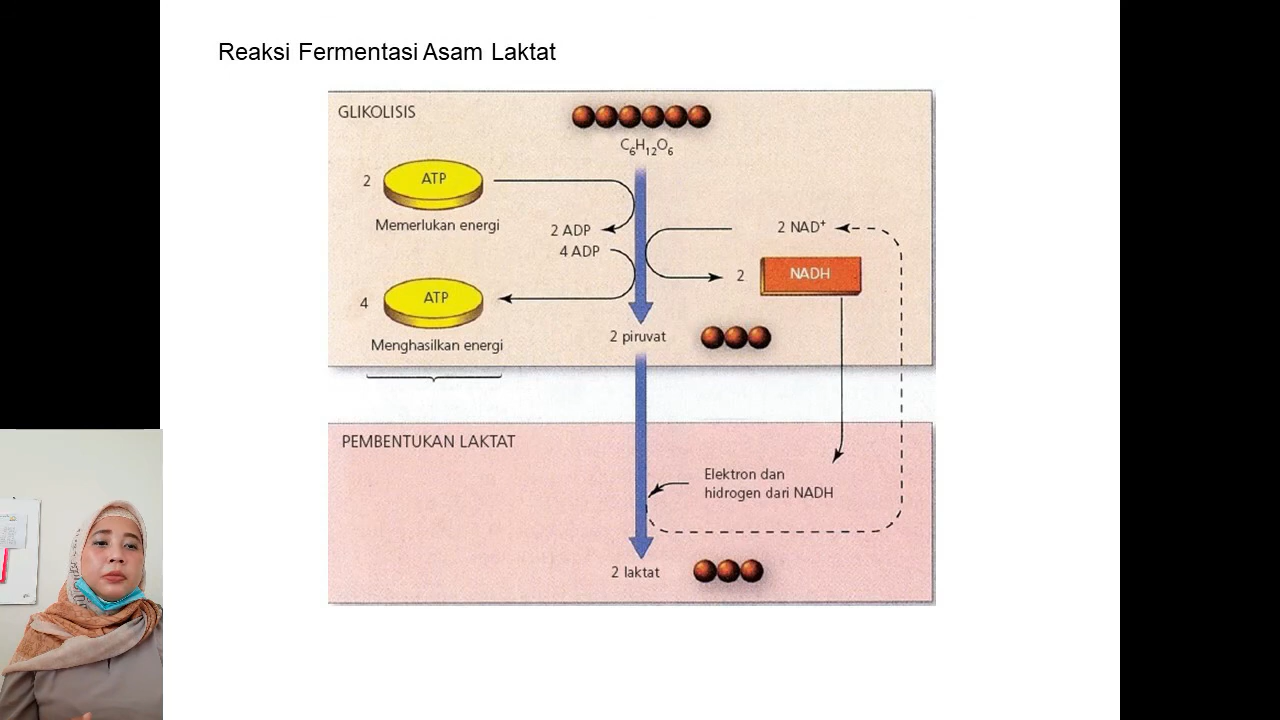 Reaksi Fermentasi Asam Laktat
GLIKOLISIS
C₆H₁₂O₆
2 ATP
Memerlukan energi
2 ADP
4 ADP
2 NAD⁺
2 NADH
4 ATP
Menghasilkan energi
2 piruvat
PEMBENTUKAN LAKTAT
Elektron dan
hidrogen dari NADH
2 laktat